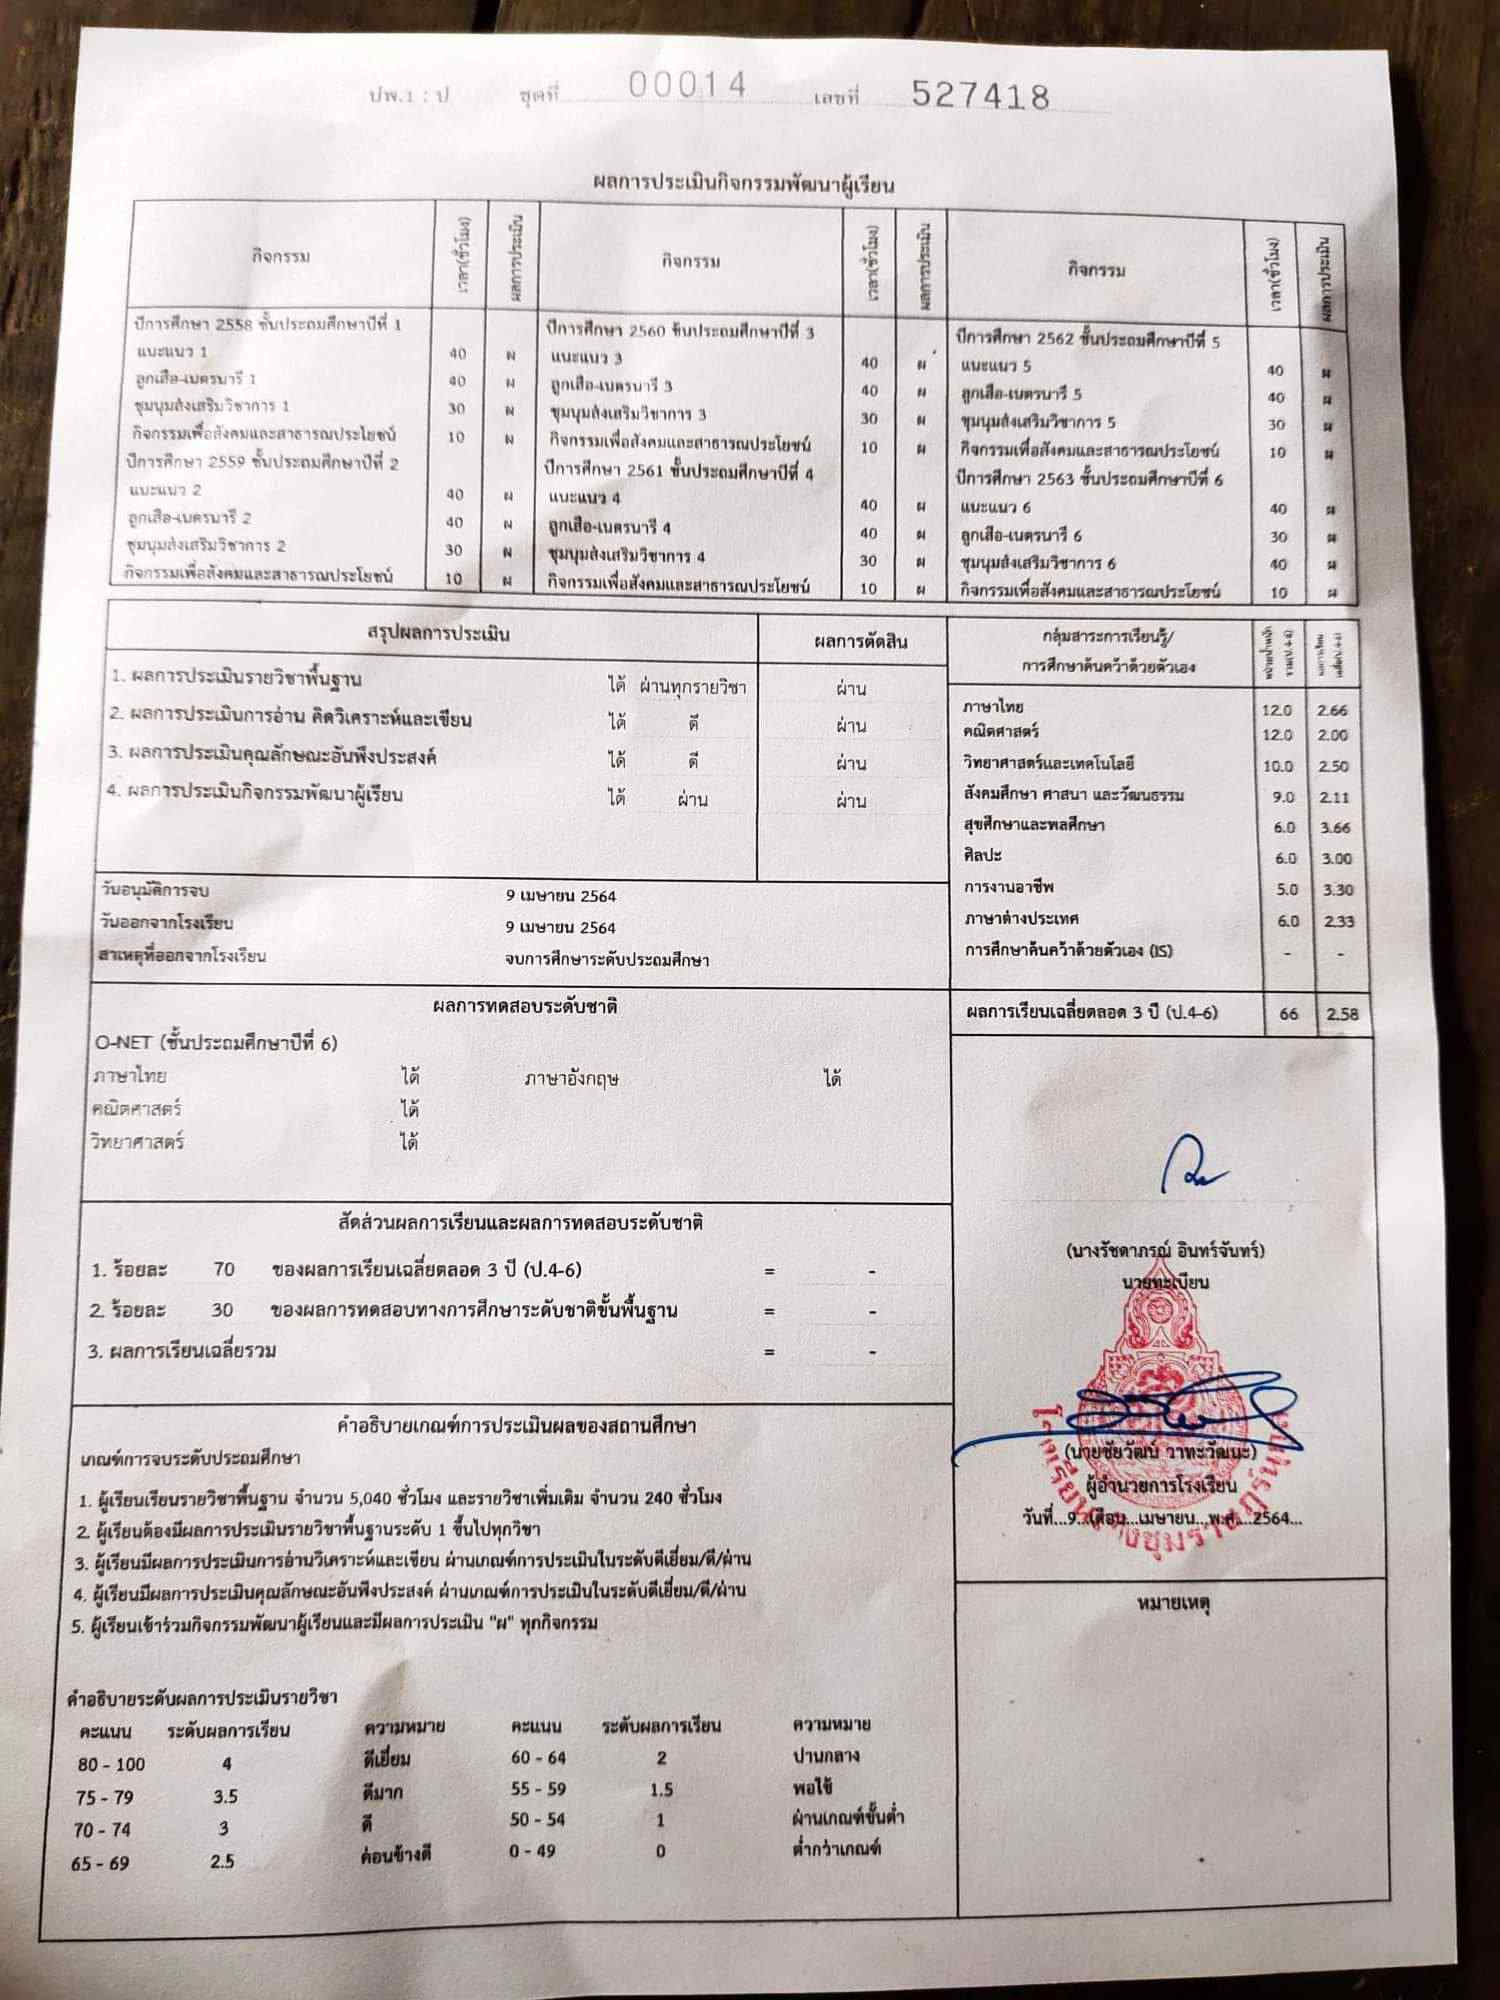 ปพ.1 : ป ชุดที่ 00014 เลขที่ 527418
ผลการประเมินกิจกรรมพัฒนาผู้เรียน
กิจกรรม เวลา(ชั่วโมง) ผลการประเมิน กิจกรรม เวลา(ชั่วโมง) ผลการประเมิน กิจกรรม เวลา(ชั่วโมง) ผลการประเมิน
ปีการศึกษา 2558 ชั้นประถมศึกษาปีที่ 1 ปีการศึกษา 2560 ชั้นประถมศึกษาปีที่ 3 ปีการศึกษา 2562 ชั้นประถมศึกษาปีที่ 5
แนะแนว 1 40 ผ แนะแนว 3 40 ผ แนะแนว 5 40 ผ
ลูกเสือ-เนตรนารี 1 40 ผ ลูกเสือ-เนตรนารี 3 40 ผ ลูกเสือ-เนตรนารี 5 40 ผ
ชุมนุมส่งเสริมวิชาการ 1 30 ผ ชุมนุมส่งเสริมวิชาการ 3 30 ผ ชุมนุมส่งเสริมวิชาการ 5 30 ผ
กิจกรรมเพื่อสังคมและสาธารณประโยชน์ 10 ผ กิจกรรมเพื่อสังคมและสาธารณประโยชน์ 10 ผ กิจกรรมเพื่อสังคมและสาธารณประโยชน์ 10 ผ
ปีการศึกษา 2559 ชั้นประถมศึกษาปีที่ 2 ปีการศึกษา 2561 ชั้นประถมศึกษาปีที่ 4 ปีการศึกษา 2563 ชั้นประถมศึกษาปีที่ 6
แนะแนว 2 40 ผ แนะแนว 4 40 ผ แนะแนว 6 40 ผ
ลูกเสือ-เนตรนารี 2 40 ผ ลูกเสือ-เนตรนารี 4 40 ผ ลูกเสือ-เนตรนารี 6 30 ผ
ชุมนุมส่งเสริมวิชาการ 2 30 ผ ชุมนุมส่งเสริมวิชาการ 4 30 ผ ชุมนุมส่งเสริมวิชาการ 6 40 ผ
กิจกรรมเพื่อสังคมและสาธารณประโยชน์ 10 ผ กิจกรรมเพื่อสังคมและสาธารณประโยชน์ 10 ผ กิจกรรมเพื่อสังคมและสาธารณประโยชน์ 10 ผ
สรุปผลการประเมิน ผลการตัดสิน
1. ผลการประเมินรายวิชาพื้นฐาน ได้ ผ่านทุกรายวิชา ผ่าน
2. ผลการประเมินการอ่าน คิดวิเคราะห์และเขียน ได้ ดี ผ่าน
3. ผลการประเมินคุณลักษณะอันพึงประสงค์ ได้ ดี ผ่าน
4. ผลการประเมินกิจกรรมพัฒนาผู้เรียน ได้ ผ่าน ผ่าน
วันอนุมัติการจบ 9 เมษายน 2564
วันออกจากโรงเรียน 9 เมษายน 2564
สาเหตุที่ออกจากโรงเรียน จบการศึกษาระดับประถมศึกษา
กลุ่มสาระการเรียนรู้/
การศึกษาค้นคว้าด้วยตัวเอง
ภาษาไทย 12.0 2.66
คณิตศาสตร์ 12.0 2.00
วิทยาศาสตร์และเทคโนโลยี 10.0 2.50
สังคมศึกษา ศาสนา และวัฒนธรรม 9.0 2.11
สุขศึกษาและพลศึกษา 6.0 3.66
ศิลปะ 6.0 3.00
การงานอาชีพ 5.0 3.30
ภาษาต่างประเทศ 6.0 2.33
การศึกษาค้นคว้าด้วยตัวเอง (IS) - -
ผลการเรียนเฉลี่ยตลอด 3 ปี (ป.4-6) 66 2.58
ผลการทดสอบระดับชาติ
O-NET (ชั้นประถมศึกษาปีที่ 6)
ภาษาไทย ได้ ภาษาอังกฤษ ได้
คณิตศาสตร์ ได้
วิทยาศาสตร์ ได้
สัดส่วนผลการเรียนและผลการทดสอบระดับชาติ
1. ร้อยละ 70 ของผลการเรียนเฉลี่ยตลอด 3 ปี (ป.4-6) = -
2. ร้อยละ 30 ของผลการทดสอบทางการศึกษาระดับชาติขั้นพื้นฐาน = -
3. ผลการเรียนเฉลี่ยรวม = -
(นางรัชดาภรณ์ อินทร์จันทร์)
นายทะเบียน
(นายชัยวัฒน์ วาทะวัฒนะ)
ผู้อำนวยการโรงเรียน
วันที่...9...เดือน...เมษายน...พ.ศ....2564...
หมายเหตุ
คำอธิบายเกณฑ์การประเมินผลของสถานศึกษา
เกณฑ์การจบระดับประถมศึกษา
1. ผู้เรียนเรียนรายวิชาพื้นฐาน จำนวน 5,040 ชั่วโมง และรายวิชาเพิ่มเติม จำนวน 240 ชั่วโมง
2. ผู้เรียนต้องมีผลการประเมินรายวิชาพื้นฐานระดับ 1 ขึ้นไปทุกวิชา
3. ผู้เรียนมีผลการประเมินการอ่านวิเคราะห์และเขียน ผ่านเกณฑ์การประเมินในระดับดีเยี่ยม/ดี/ผ่าน
4. ผู้เรียนมีผลการประเมินคุณลักษณะอันพึงประสงค์ ผ่านเกณฑ์การประเมินในระดับดีเยี่ยม/ดี/ผ่าน
5. ผู้เรียนเข้าร่วมกิจกรรมพัฒนาผู้เรียนและมีผลการประเมิน "ผ" ทุกกิจกรรม
คำอธิบายระดับผลการประเมินรายวิชา
คะแนน ระดับผลการเรียน ความหมาย คะแนน ระดับผลการเรียน ความหมาย
80 - 100 4 ดีเยี่ยม 60 - 64 2 ปานกลาง
75 - 79 3.5 ดีมาก 55 - 59 1.5 พอใช้
70 - 74 3 ดี 50 - 54 1 ผ่านเกณฑ์ขั้นต่ำ
65 - 69 2.5 ค่อนข้างดี 0 - 49 0 ต่ำกว่าเกณฑ์